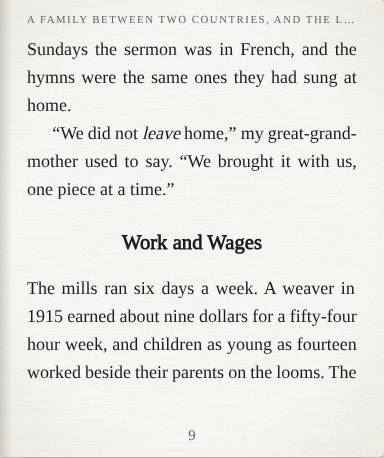 A FAMILY BETWEEN TWO COUNTRIES, AND THE L…
Sundays the sermon was in French, and the
hymns were the same ones they had sung at
home.
“We did not leave home,” my great-grand-
mother used to say. “We brought it with us,
one piece at a time.”
Work and Wages
The mills ran six days a week. A weaver in
1915 earned about nine dollars for a fifty-four
hour week, and children as young as fourteen
worked beside their parents on the looms. The
9